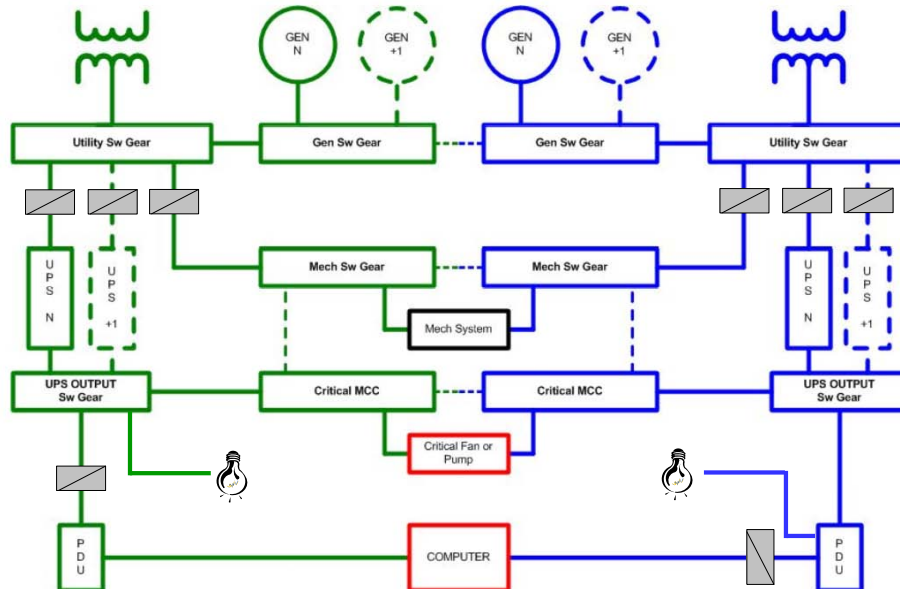 GEN
N
GEN
+1
GEN
N
GEN
+1
Utility Sw Gear
Gen Sw Gear
Gen Sw Gear
Utility Sw Gear
U
P
S
N
U
P
S
+1
Mech Sw Gear
Mech Sw Gear
U
P
S
N
U
P
S
+1
Mech System
UPS OUTPUT
Sw Gear
Critical MCC
Critical MCC
UPS OUTPUT
Sw Gear
Critical Fan or
Pump
P
D
U
COMPUTER
P
D
U